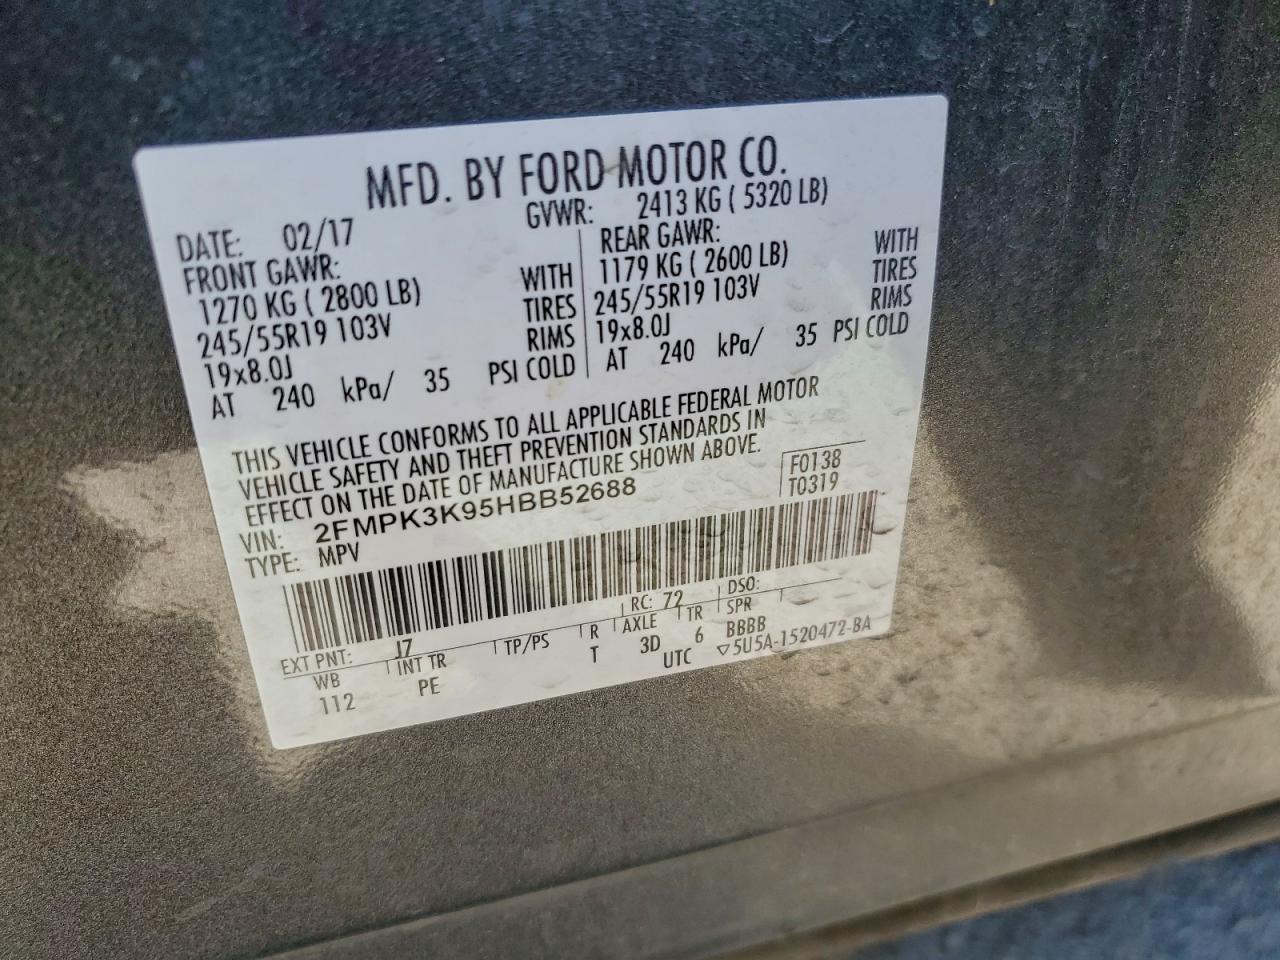 MFD. BY FORD MOTOR CO.
DATE: 02/17 GVWR: 2413 KG ( 5320 LB)
FRONT GAWR: REAR GAWR:
1270 KG ( 2800 LB) WITH 1179 KG ( 2600 LB) WITH
245/55R19 103V TIRES 245/55R19 103V TIRES
19x8.0J RIMS 19x8.0J RIMS
AT 240 kPa/ 35 PSI COLD AT 240 kPa/ 35 PSI COLD
THIS VEHICLE CONFORMS TO ALL APPLICABLE FEDERAL MOTOR
VEHICLE SAFETY AND THEFT PREVENTION STANDARDS IN
EFFECT ON THE DATE OF MANUFACTURE SHOWN ABOVE.
F0138
VIN: 2FMPK3K95HBB52688 T0319
TYPE: MPV
RC: 72 DSO:
EXT PNT: J7
WB INT TR TP/PS R AXLE TR SPR
112 PE T 3D 6 BBBB
UTC ▽5U5A-1520472-BA